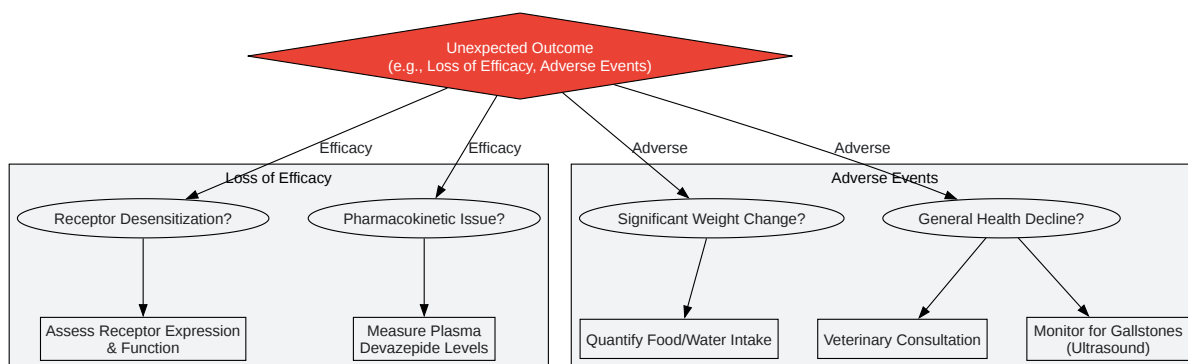 Unexpected Outcome
(e.g., Loss of Efficacy, Adverse Events)
Efficacy
Efficacy
Adverse
Adverse
Loss of Efficacy
Adverse Events
Receptor Desensitization?
Pharmacokinetic Issue?
Significant Weight Change?
General Health Decline?
Assess Receptor Expression
& Function
Measure Plasma
Devazepide Levels
Quantify Food/Water Intake
Veterinary Consultation
Monitor for Gallstones
(Ultrasound)